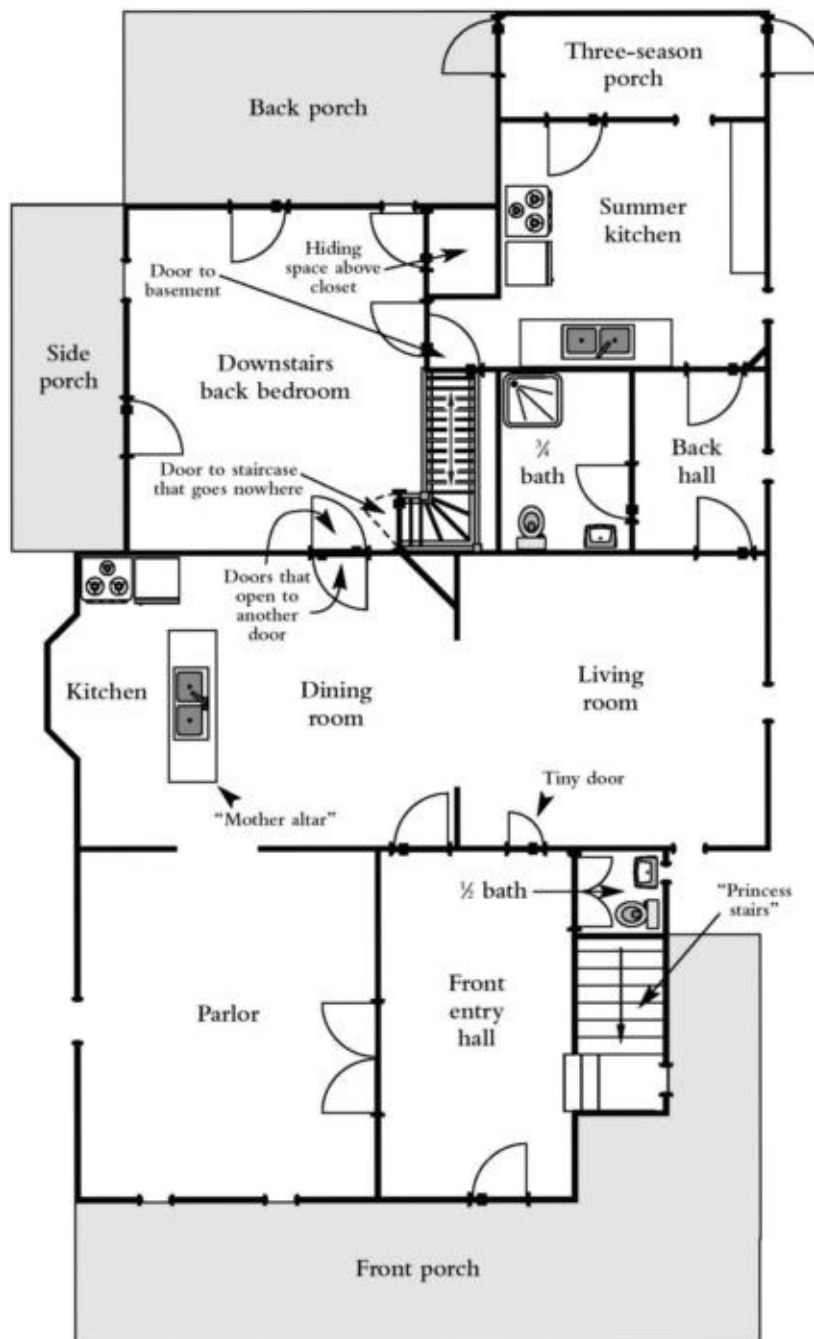 Three-season
porch
Back porch
Summer
kitchen
Hiding
space above
closet
Door to
basement
Side
porch
Downstairs
back bedroom
¾
bath
Back
hall
Door to staircase
that goes nowhere
Doors that
open to
another
door
Kitchen
Dining
room
Living
room
Tiny door
“Mother altar”
½ bath
“Princess
stairs”
Parlor
Front
entry
hall
Front porch